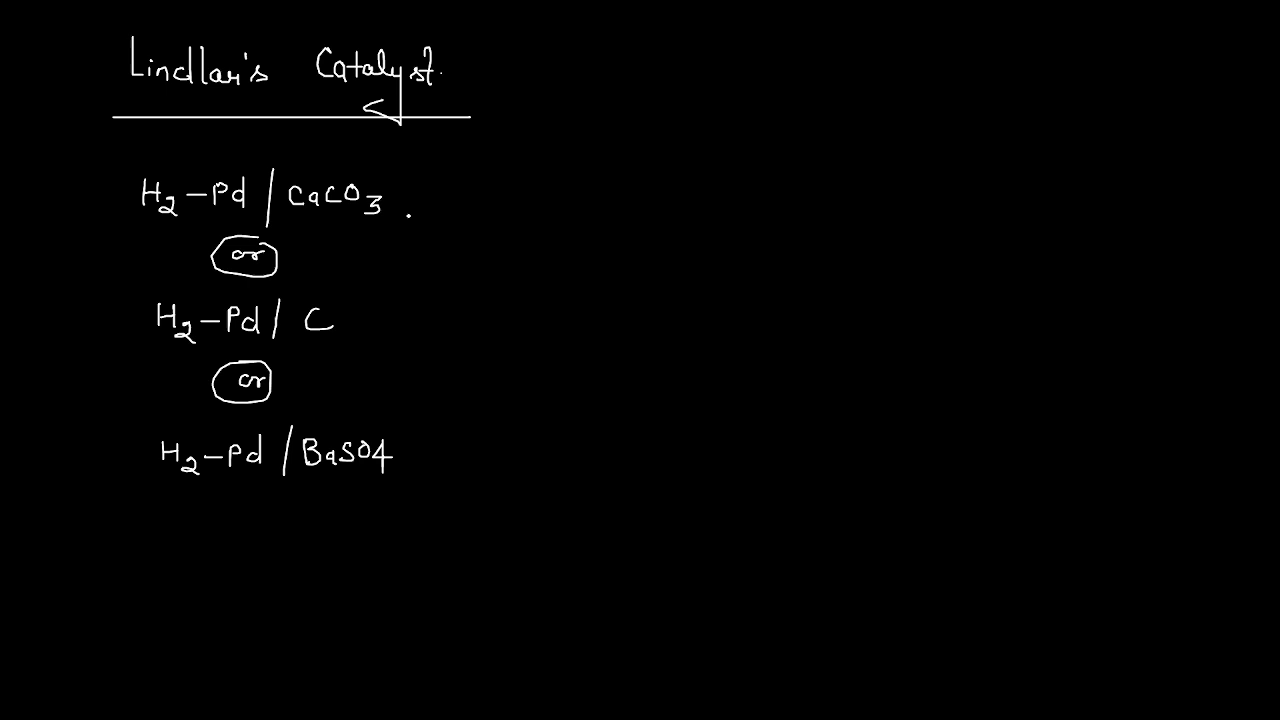 Lindlar's Catalyst.
H2-Pd / CaCO3.
or
H2-Pd / C
or
H2-Pd / BaSO4